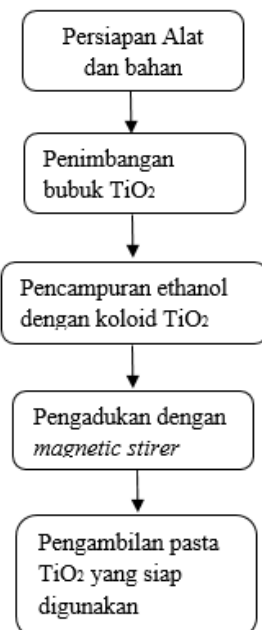 Persiapan Alat
dan bahan
Penimbangan
bubuk TiO2
Pencampuran ethanol
dengan koloid TiO2
Pengadukan dengan
magnetic stirer
Pengambilan pasta
TiO2 yang siap
digunakan